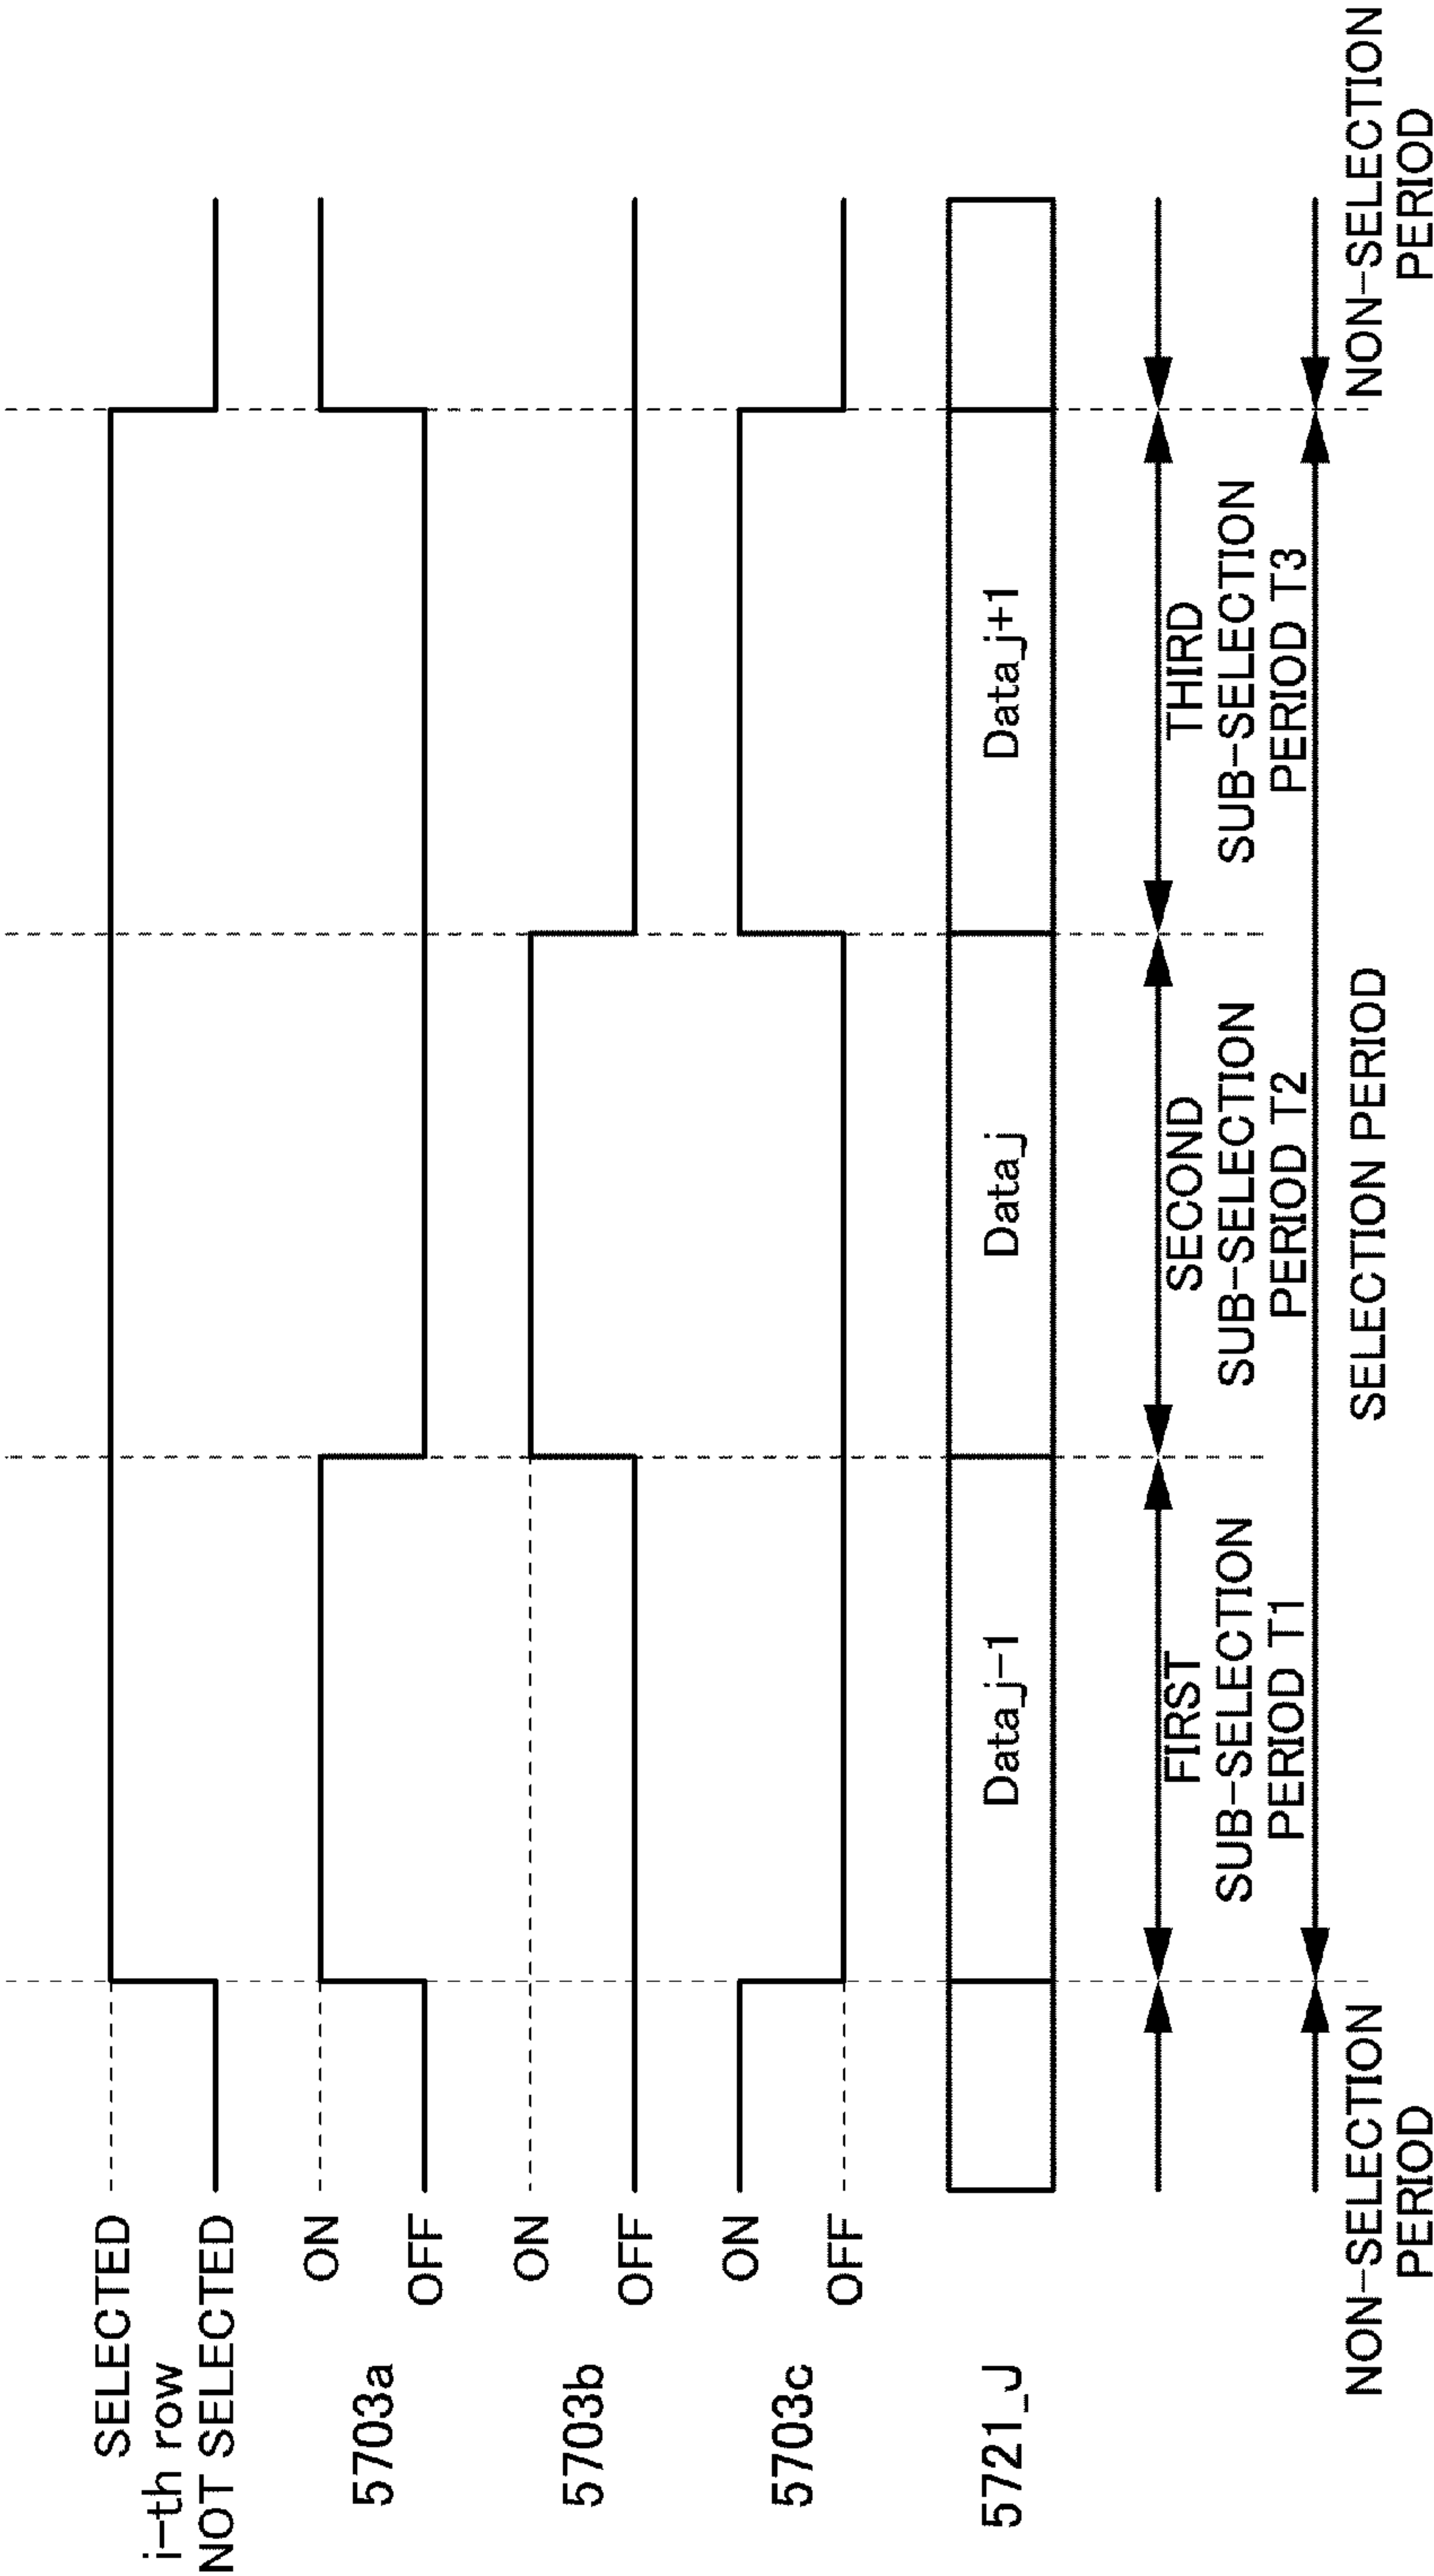 SELECTED
i-th row
NOT SELECTED
ON
5703a
OFF
ON
5703b
OFF
ON
5703c
OFF
5721_J
Data_j-1
Data_j
Data_j+1
FIRST
SUB-SELECTION
PERIOD T1
SECOND
SUB-SELECTION
PERIOD T2
THIRD
SUB-SELECTION
PERIOD T3
NON-SELECTION
PERIOD
SELECTION PERIOD
NON-SELECTION
PERIOD